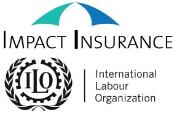 IMPACT INSURANCE
ILO
International
Labour
Organization